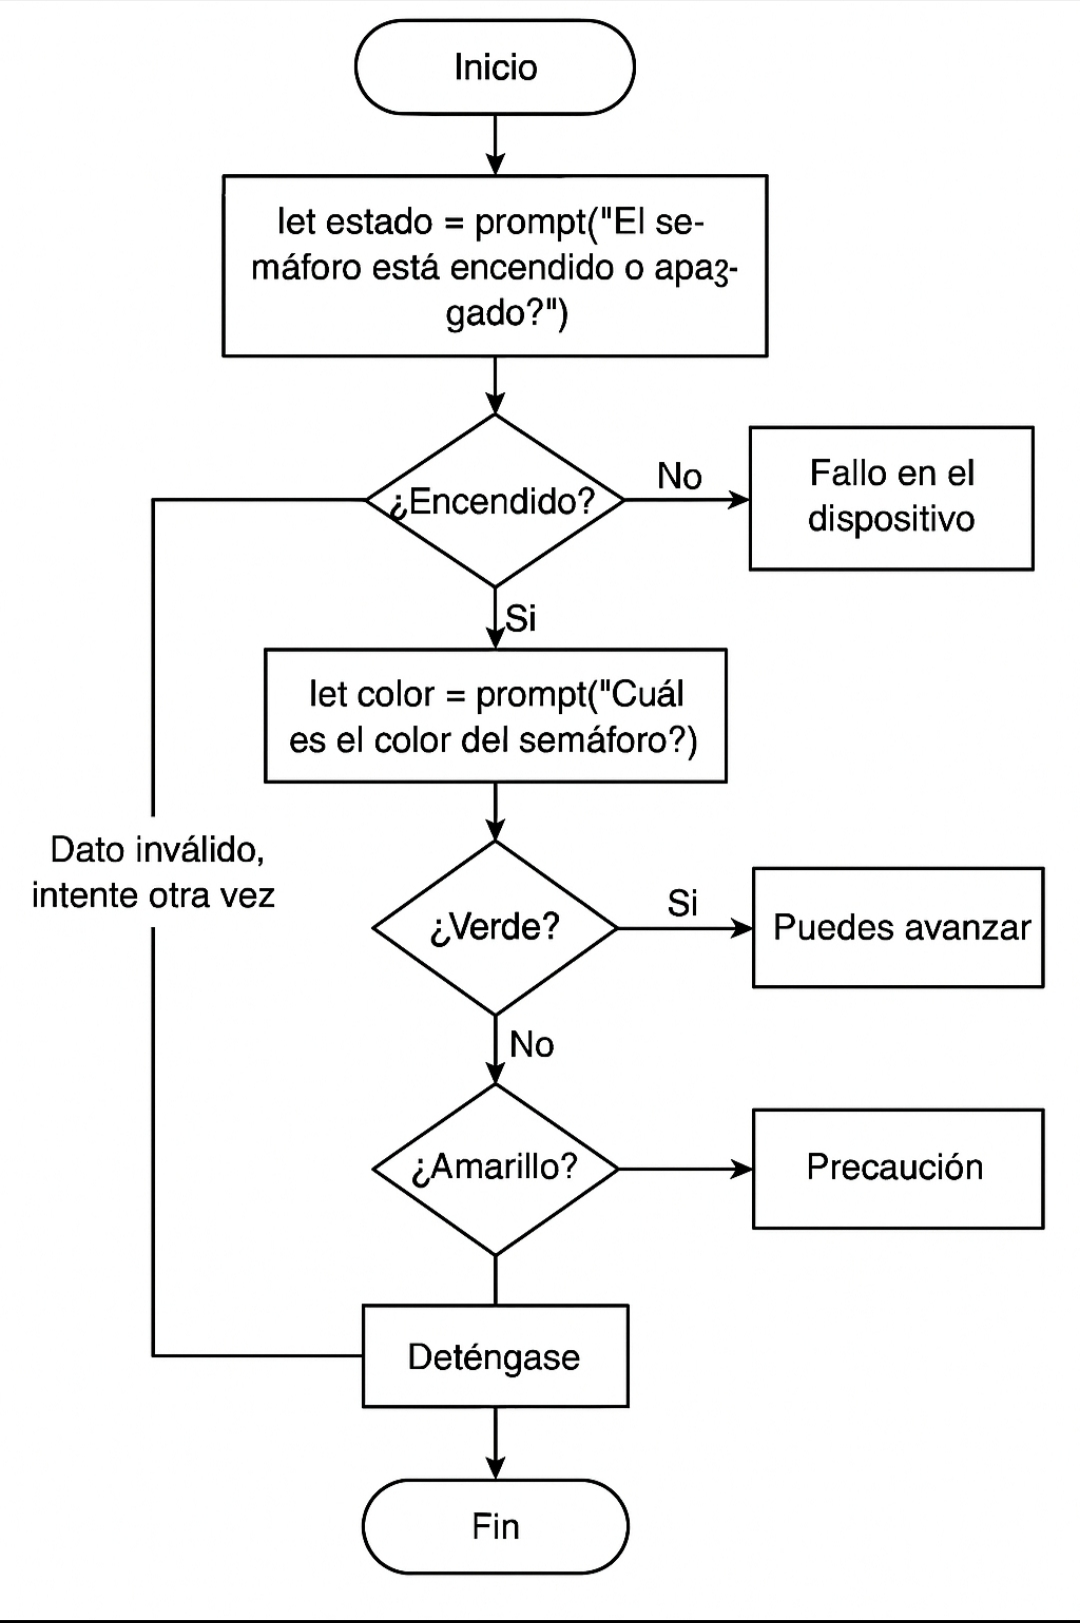 Inicio
let estado = prompt("El se-
máforo está encendido o apaʒ-
gado?")
¿Encendido?
No
Fallo en el
dispositivo
Si
let color = prompt("Cuál
es el color del semáforo?)
Dato inválido,
intente otra vez
¿Verde?
Si
Puedes avanzar
No
¿Amarillo?
Precaución
Deténgase
Fin